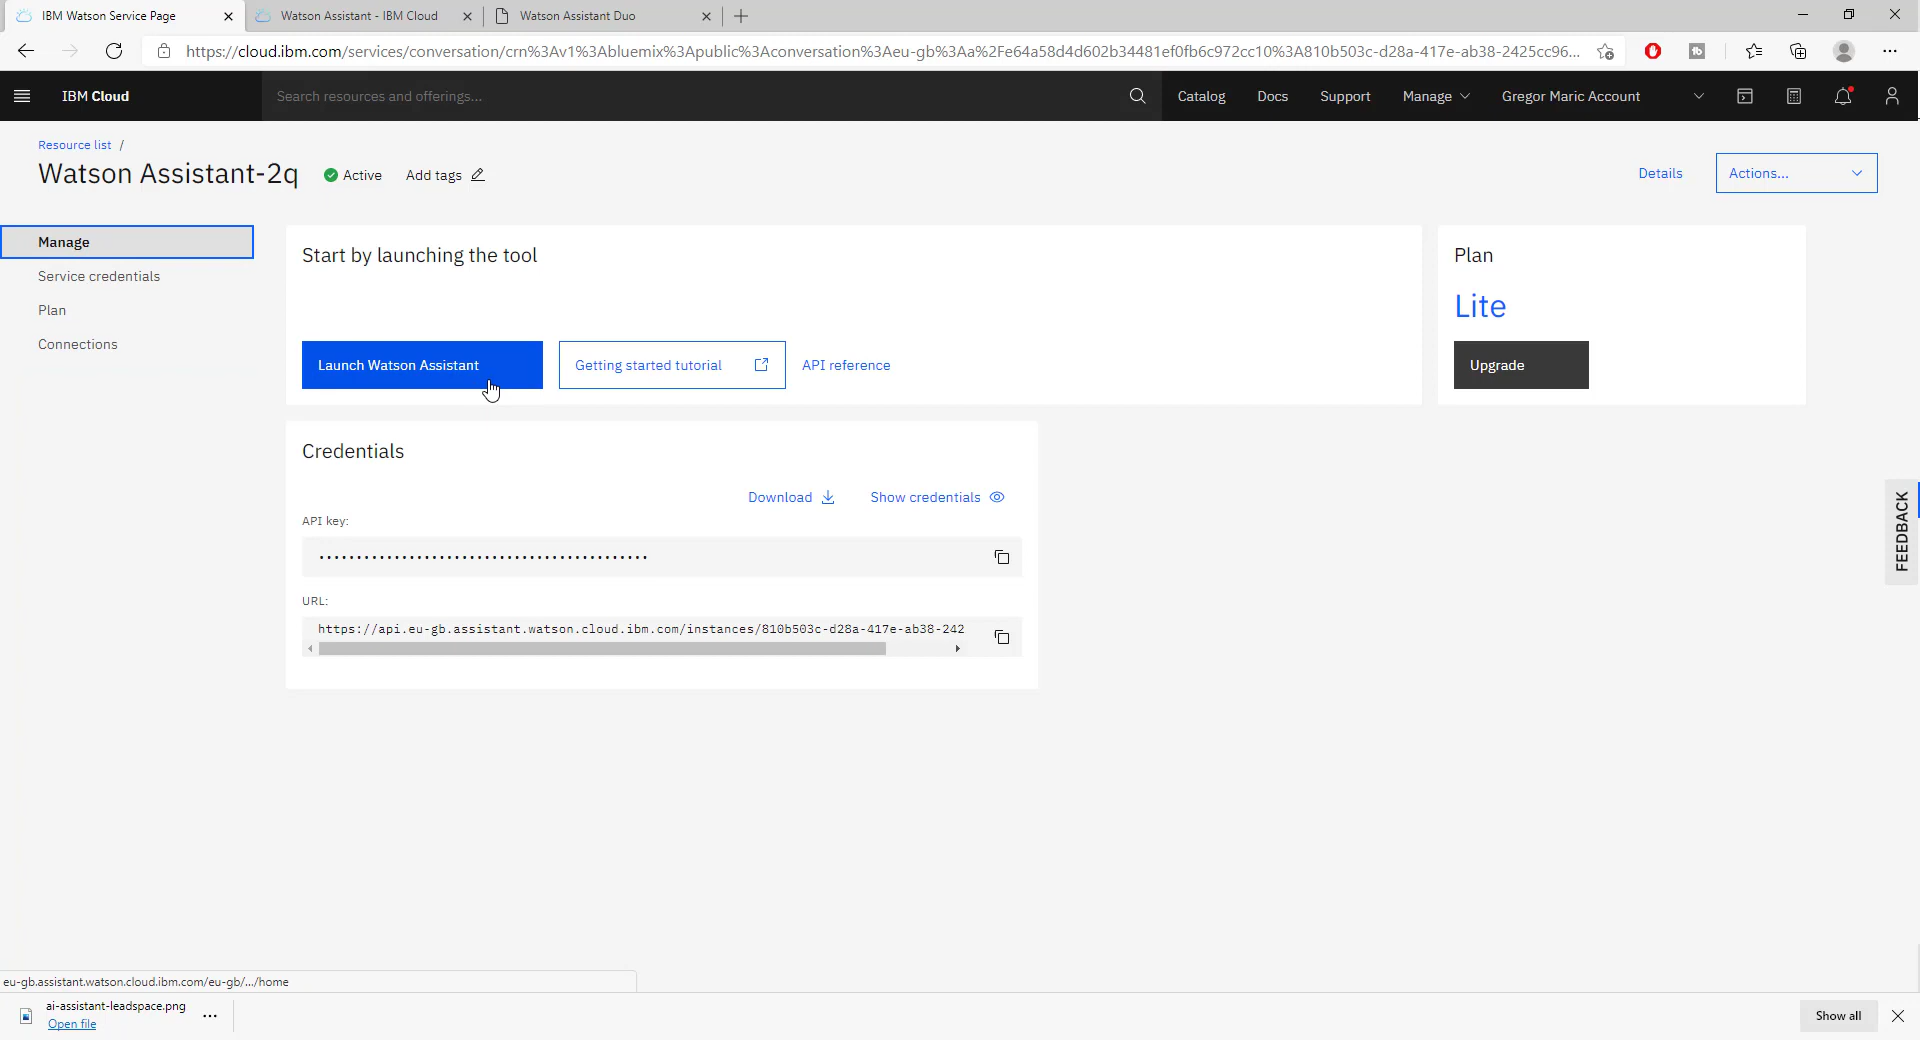 IBM Watson Service Page
Watson Assistant - IBM Cloud
Watson Assistant Duo
https://cloud.ibm.com/services/conversation/crn%3Av1%3Abluemix%3Apublic%3Aconversation%3Aeu-gb%3Aa%2Fe64a58d4d602b34481ef0fb6c972cc10%3A810b503c-d28a-417e-ab38-2425cc96...
IBM Cloud
Search resources and offerings...
Catalog
Docs
Support
Manage
Gregor Maric Account
Resource list /
Watson Assistant-2q
Active
Add tags
Details
Actions...
Manage
Service credentials
Plan
Connections
Start by launching the tool
Launch Watson Assistant
Getting started tutorial
API reference
Plan
Lite
Upgrade
Credentials
Download
Show credentials
API key:
URL:
https://api.eu-gb.assistant.watson.cloud.ibm.com/instances/810b503c-d28a-417e-ab38-242
FEEDBACK
eu-gb.assistant.watson.cloud.ibm.com/eu-gb/.../home
ai-assistant-leadspace.png
Open file
Show all